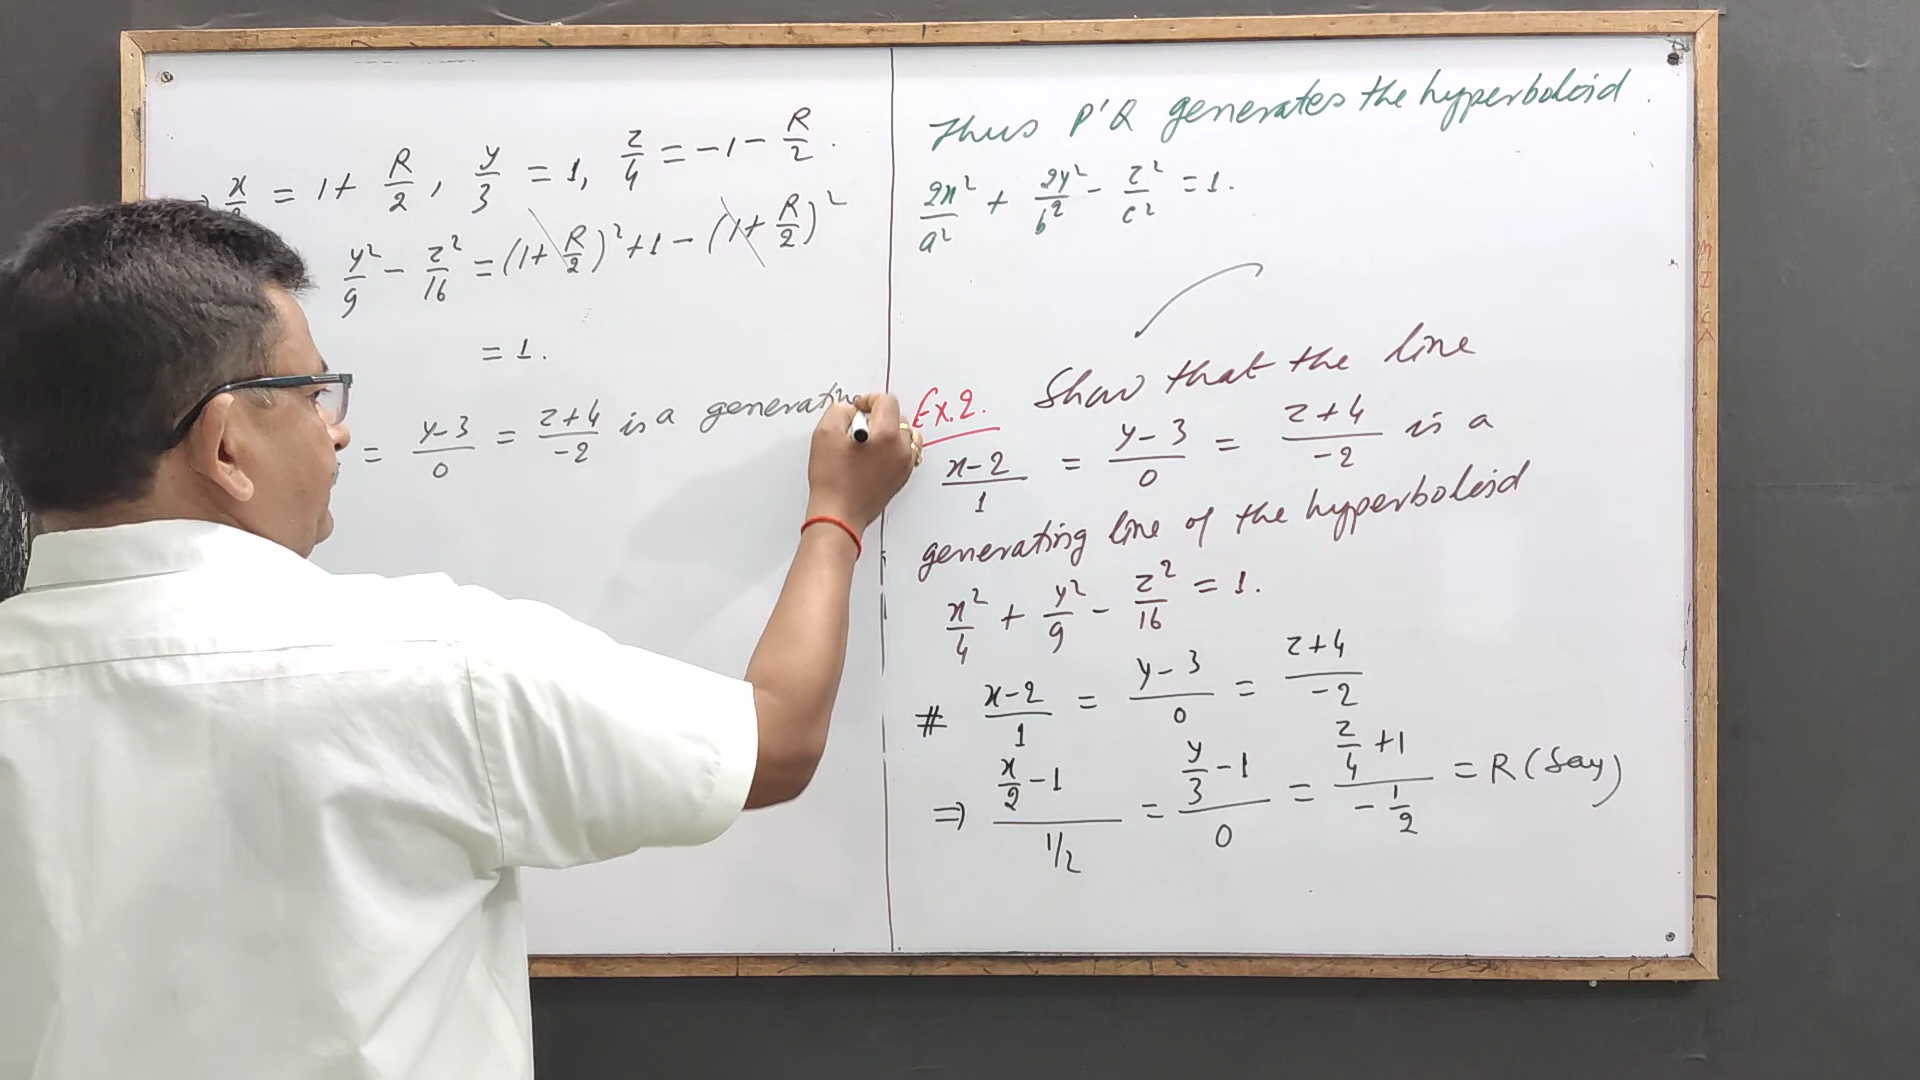 x/2 = 1+ R/2, y/3 = 1, z/4 = -1 - R/2.
y²/9 - z²/16 = (1+ R/2)² + 1 - (1+ R/2)²
= 1.
= y-3/0 = z+4/-2 is a generating
Thus P'Q generates the hyperboloid.
2x²/a² + 2y²/b² - z²/c² = 1.
Ex.2. Show that the line
x-2/1 = y-3/0 = z+4/-2 is a
generating line of the hyperboloid
x²/4 + y²/9 - z²/16 = 1.
# x-2/1 = y-3/0 = z+4/-2
⇒ x/2 -1 / 1/2 = y/3 -1 / 0 = z/4 +1 / -1/2 = R (Say)